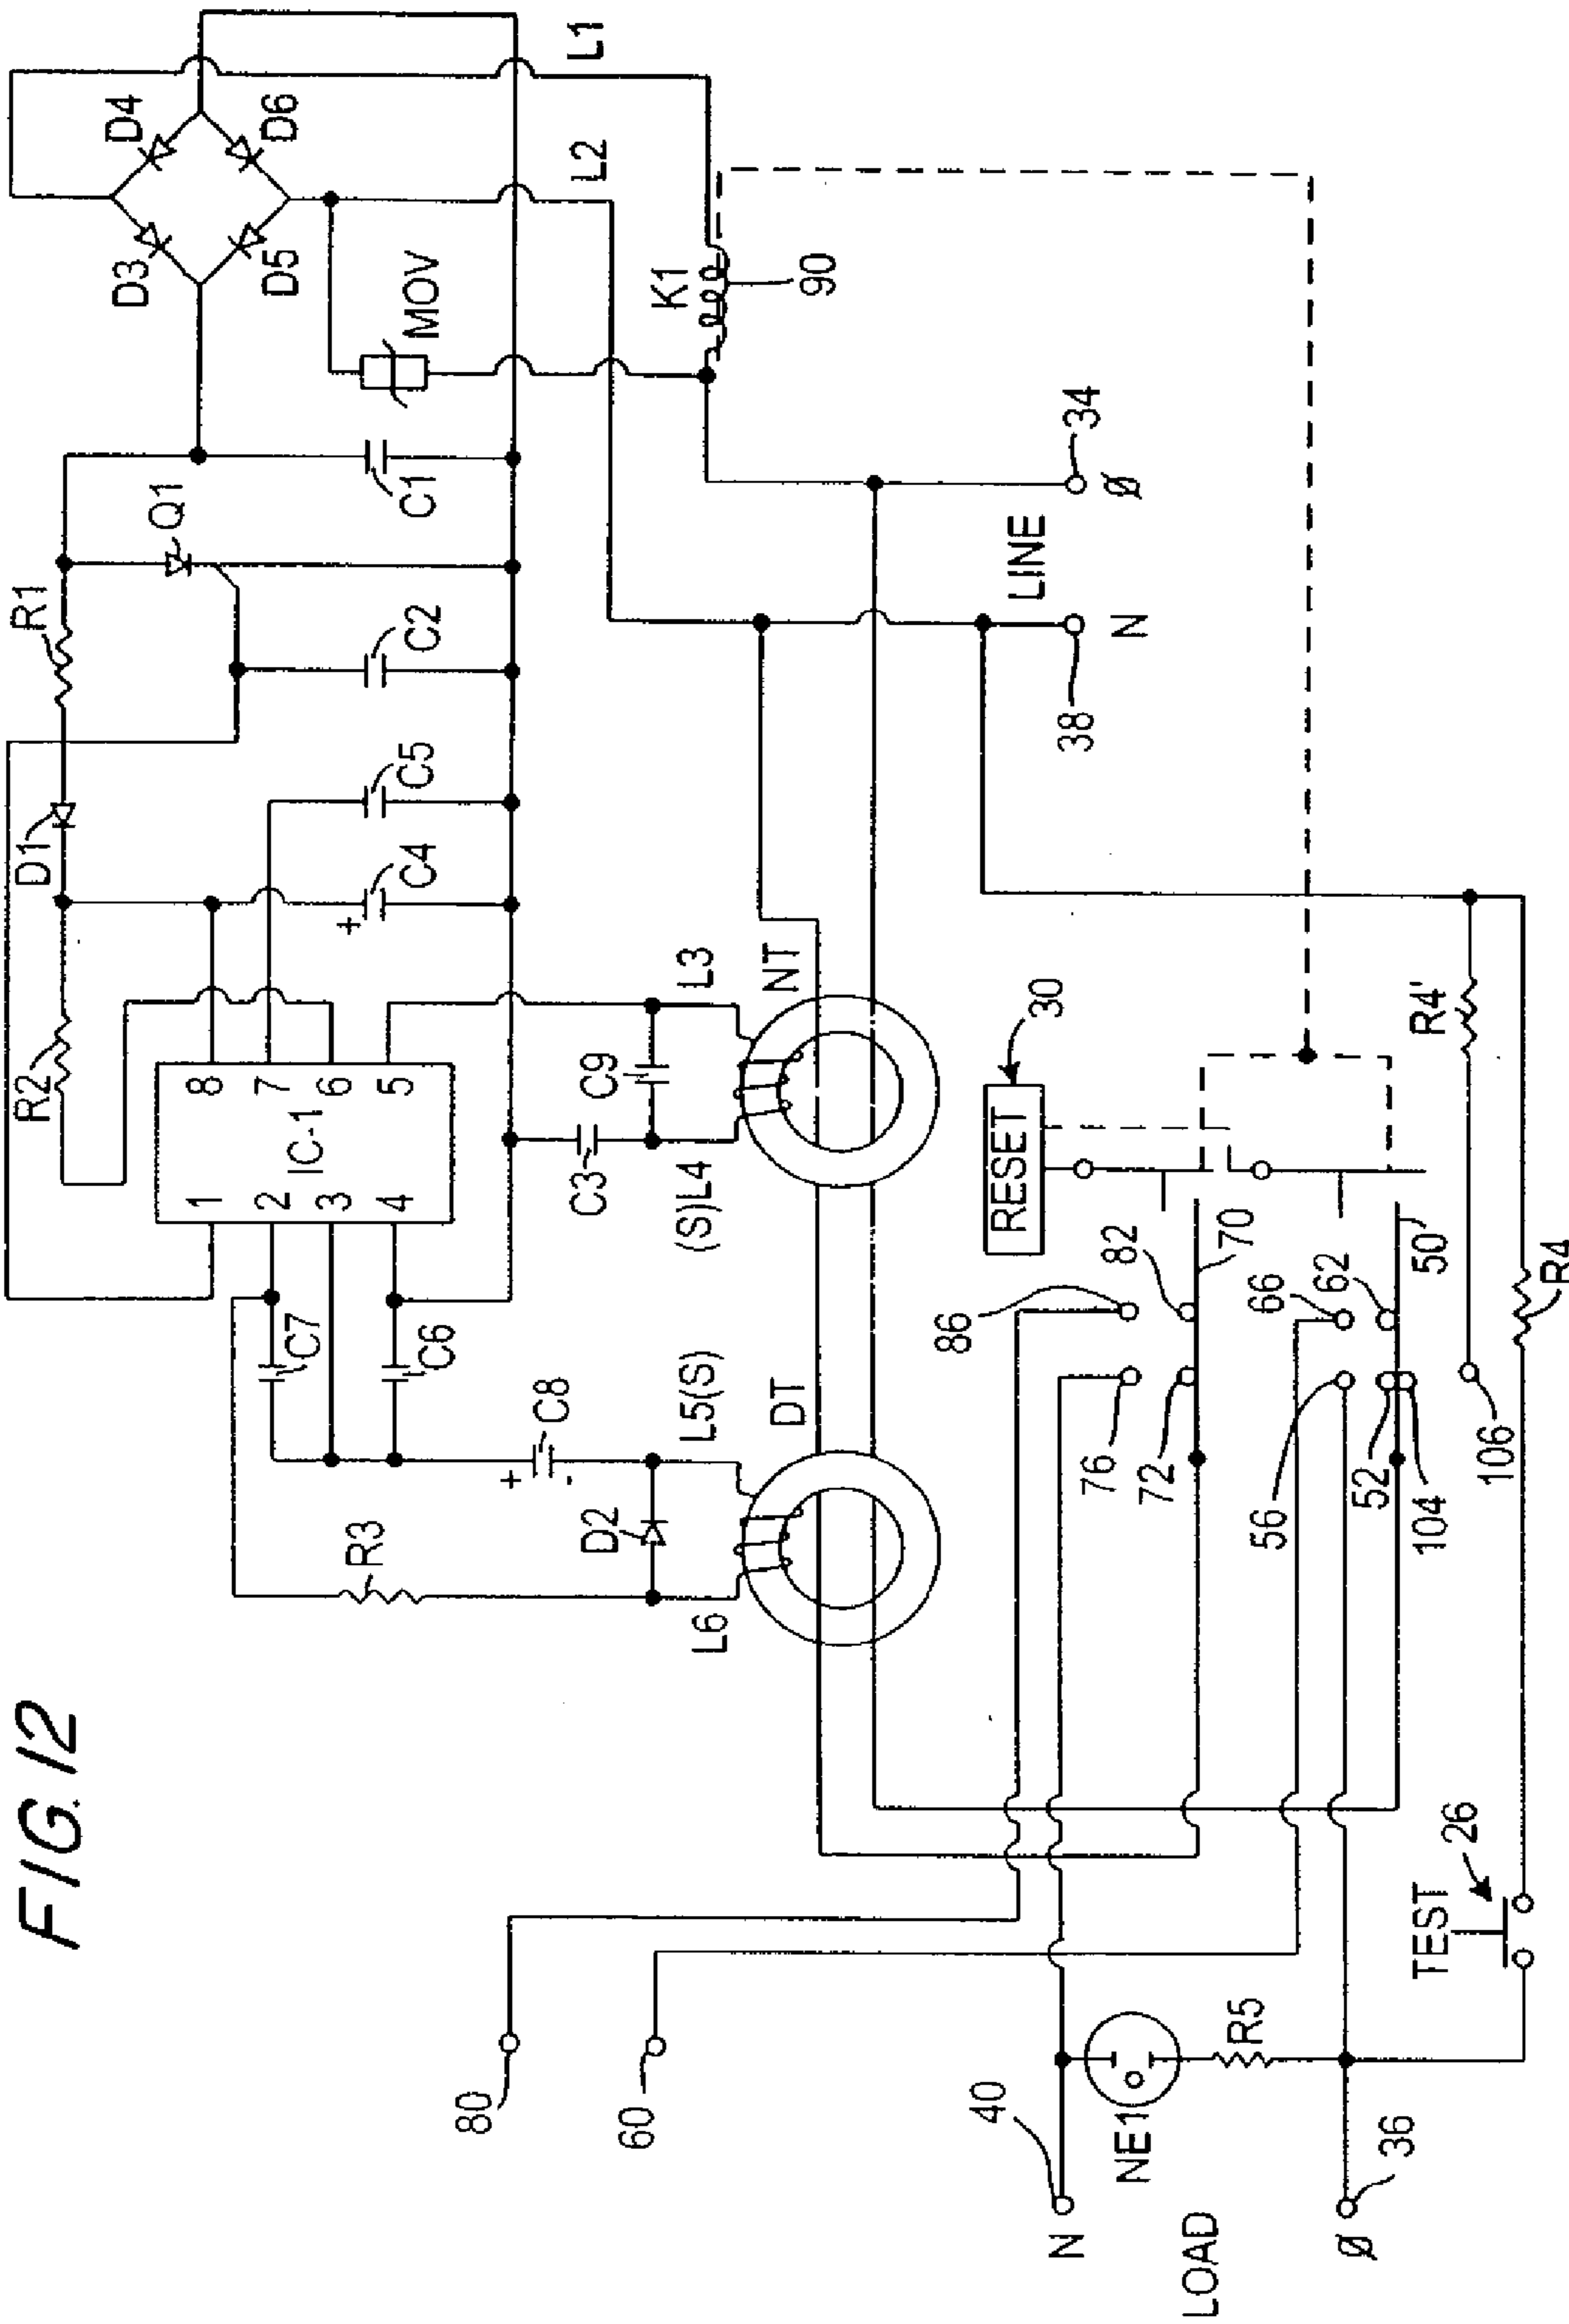 FIG. 12
L1
L2
D4
D6
D3
D5
MOV
K1
90
C1
Q1
R1
C2
C5
C4
D1
R2
8
7
6
5
IC-1
1
2
3
4
C7
C6
C8
+
-
+
R3
D2
L6
L5(S)
DT
C9
C3
(S)L4
L3
NT
34
Ø
LINE
N
38
30
RESET
R4'
R4
86
82
70
76
72
66
62
50
56
52
104
106
TEST
26
80
60
40
N
NE1
R5
LOAD
Ø
36